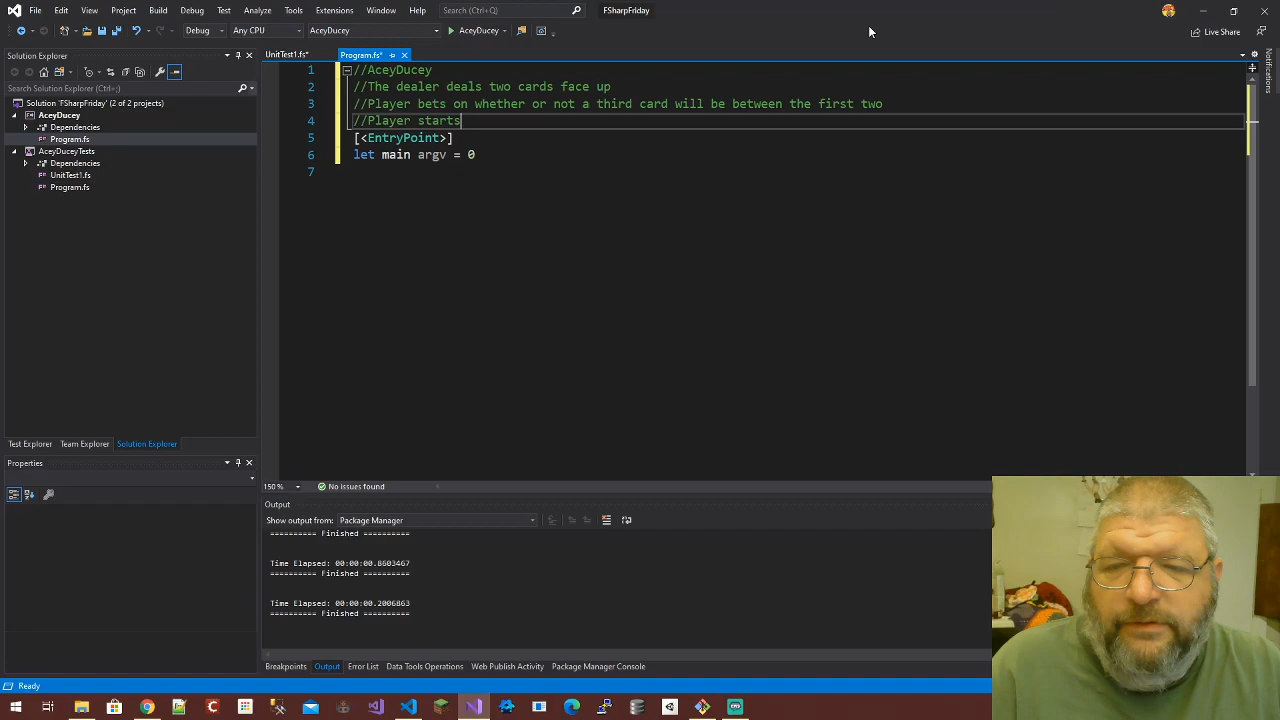 File Edit View Git Project Build Debug Test Analyze Tools Extensions Window Help Search (Ctrl+Q) FSharpFriday
Debug Any CPU AceyDucey AceyDucey Live Share
Solution Explorer
Search Solution Explorer (Ctrl+;)
Solution 'FSharpFriday' (2 of 2 projects)
AceyDucey
Dependencies
Program.fs
AceyDuceyTests
Dependencies
UnitTest1.fs
Program.fs
Test Explorer Team Explorer Solution Explorer
Properties
UnitTest1.fs* Program.fs*
1 //AceyDucey
2 //The dealer deals two cards face up
3 //Player bets on whether or not a third card will be between the first two
4 //Player starts
5 [<EntryPoint>]
6 let main argv = 0
7
150 % No issues found
Output
Show output from: Package Manager
========== Finished ==========
Time Elapsed: 00:00:00.8603467
========== Finished ==========
Time Elapsed: 00:00:00.2006863
========== Finished ==========
Breakpoints Output Error List Data Tools Operations Web Publish Activity Package Manager Console
Notifications
Ready